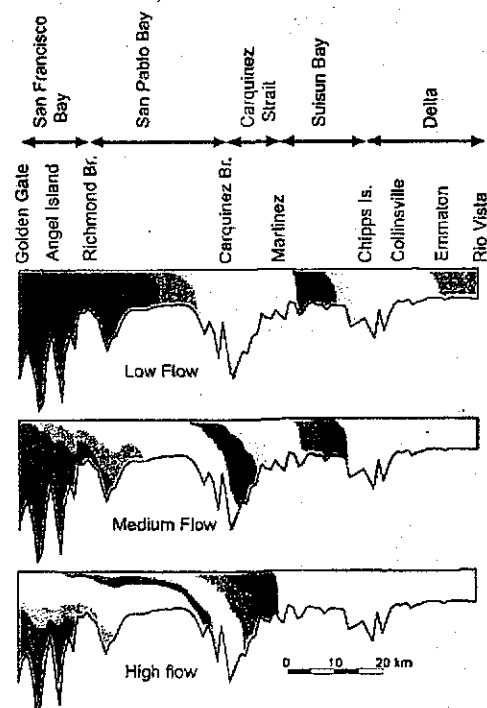 San Francisco
Bay
San Pablo Bay
Carquinez
Strait
Suisun Bay
Delta
Golden Gate
Angel Island
Richmond Br.
Carquinez Br.
Martinez
Chipps Is.
Collinsville
Emmaton
Rio Vista
Low Flow
Medium Flow
High flow
0 10 20 km